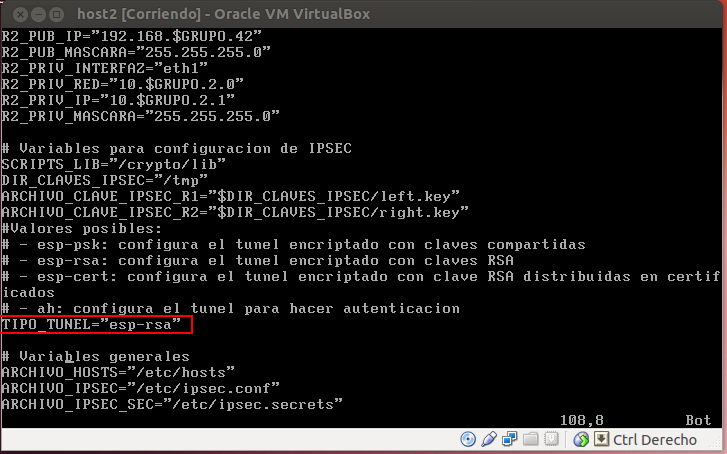 host2 [Corriendo] - Oracle VM VirtualBox
R2_PUB_IP="192.168.$GRUPO.42"
R2_PUB_MASCARA="255.255.255.0"
R2_PRIV_INTERFAZ="eth1"
R2_PRIV_RED="10.$GRUPO.2.0"
R2_PRIV_IP="10.$GRUPO.2.1"
R2_PRIV_MASCARA="255.255.255.0"
# Variables para configuracion de IPSEC
SCRIPTS_LIB="/crypto/lib"
DIR_CLAVES_IPSEC="/tmp"
ARCHIVO_CLAVE_IPSEC_R1="$DIR_CLAVES_IPSEC/left.key"
ARCHIVO_CLAVE_IPSEC_R2="$DIR_CLAVES_IPSEC/right.key"
#Valores posibles:
# - esp-psk: configura el tunel encriptado con claves compartidas
# - esp-rsa: configura el tunel encriptado con claves RSA
# - esp-cert: configura el tunel encriptado con clave RSA distribuidas en certif
icados
# - ah: configura el tunel para hacer autenticacion
TIPO_TUNEL="esp-rsa"
# Variables generales
ARCHIVO_HOSTS="/etc/hosts"
ARCHIVO_IPSEC="/etc/ipsec.conf"
ARCHIVO_IPSEC_SEC="/etc/ipsec.secrets"
108,8 Bot
Ctrl Derecho